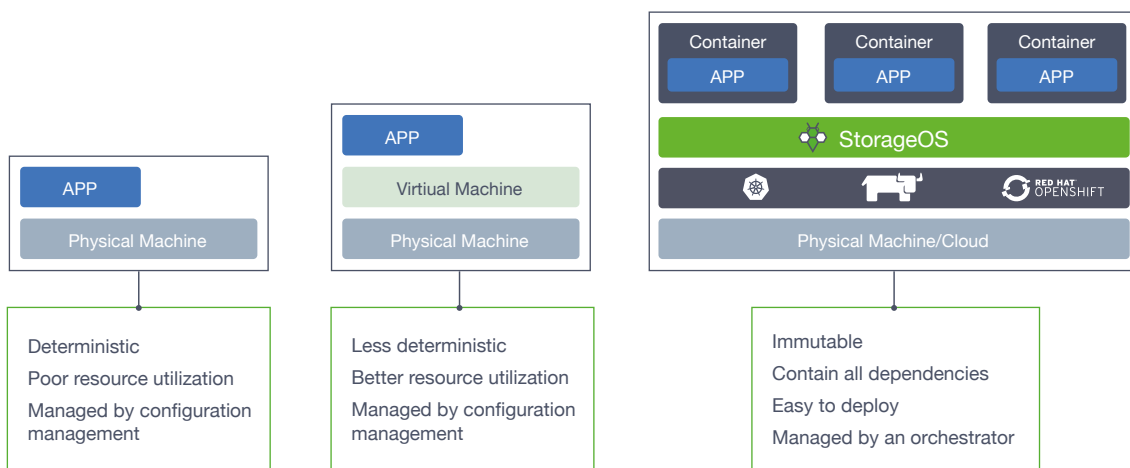 APP
Physical Machine
Deterministic
Poor resource utilization
Managed by configuration
management
APP
Virtiual Machine
Physical Machine
Less deterministic
Better resource utilization
Managed by configuration
management
Container
APP
Container
APP
Container
APP
StorageOS
RED HAT
OPENSHIFT
Physical Machine/Cloud
Immutable
Contain all dependencies
Easy to deploy
Managed by an orchestrator